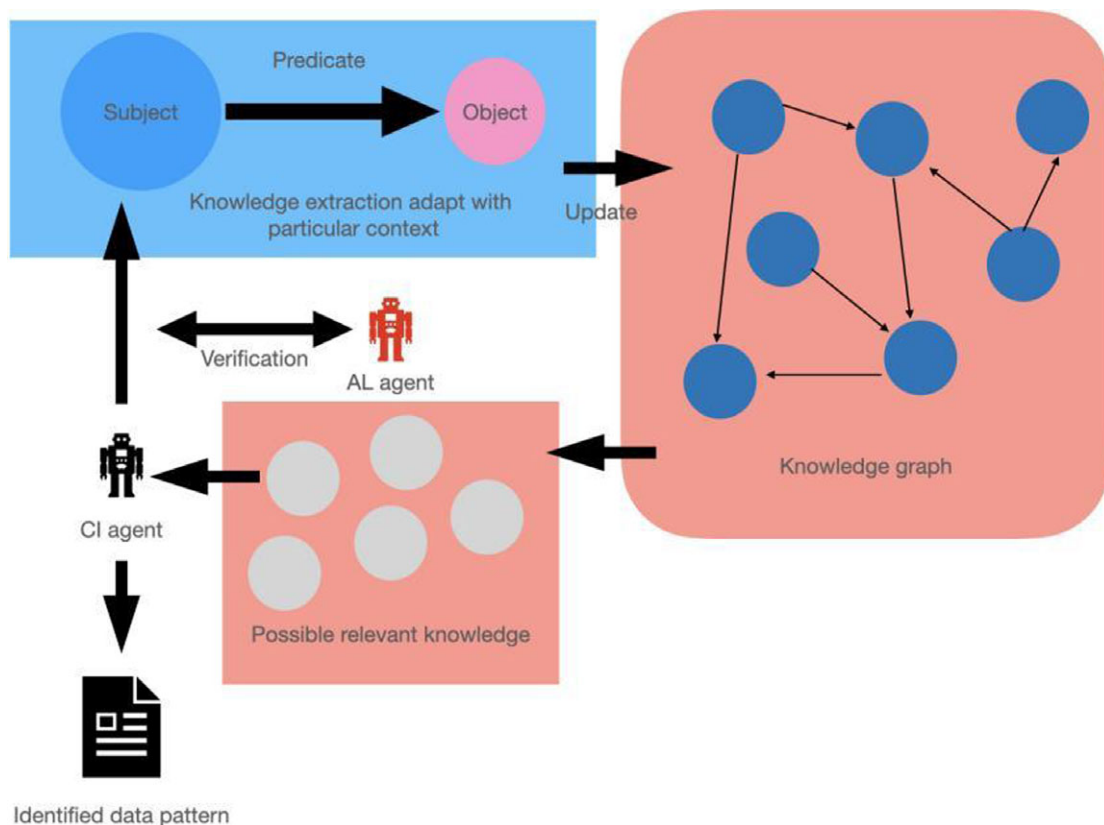 Predicate
Subject
Object
Knowledge extraction adapt with
particular context
Update
Verification
AL agent
Knowledge graph
CI agent
Possible relevant knowledge
Identified data pattern